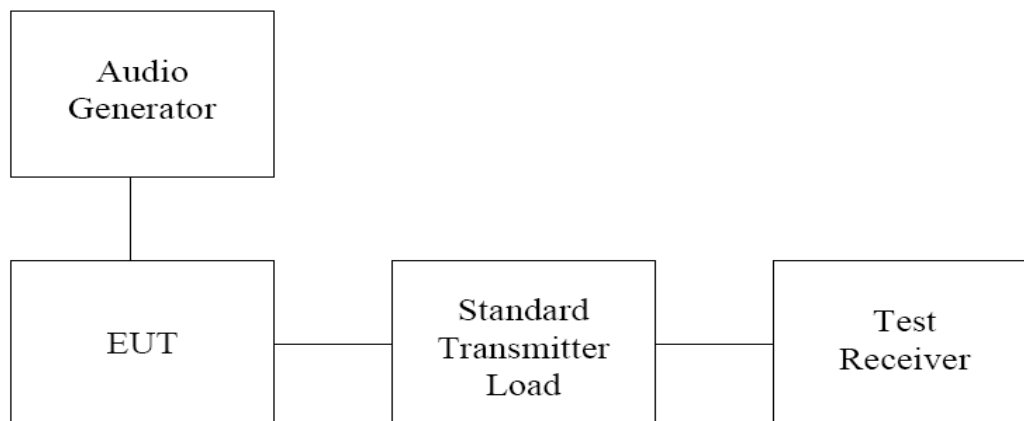 Audio
Generator
EUT
Standard
Transmitter
Load
Test
Receiver